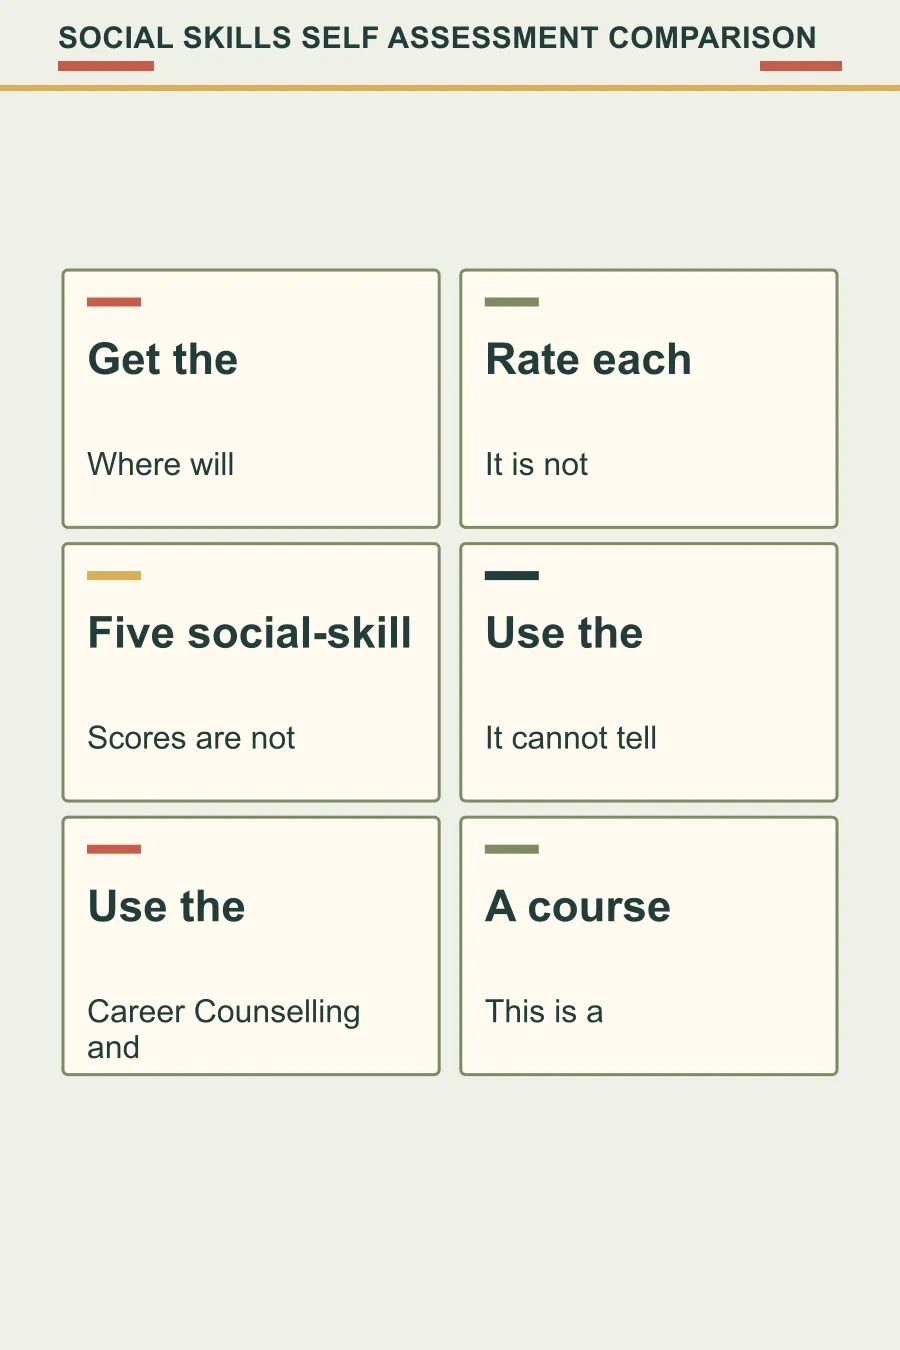 SOCIAL SKILLS SELF ASSESSMENT COMPARISON
Get the
Where will
Rate each
It is not
Five social-skill
Scores are not
Use the
It cannot tell
Use the
Career Counselling
and
A course
This is a